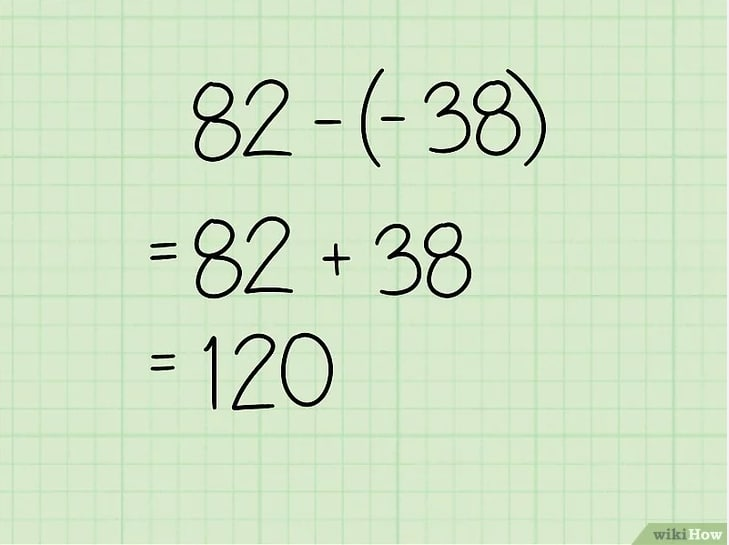 82 - (- 38)
= 82 + 38
= 120
wikiHow